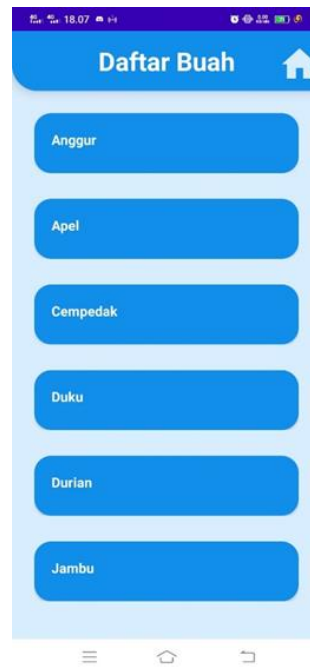 18.07
Daftar Buah
Anggur
Apel
Cempedak
Duku
Durian
Jambu